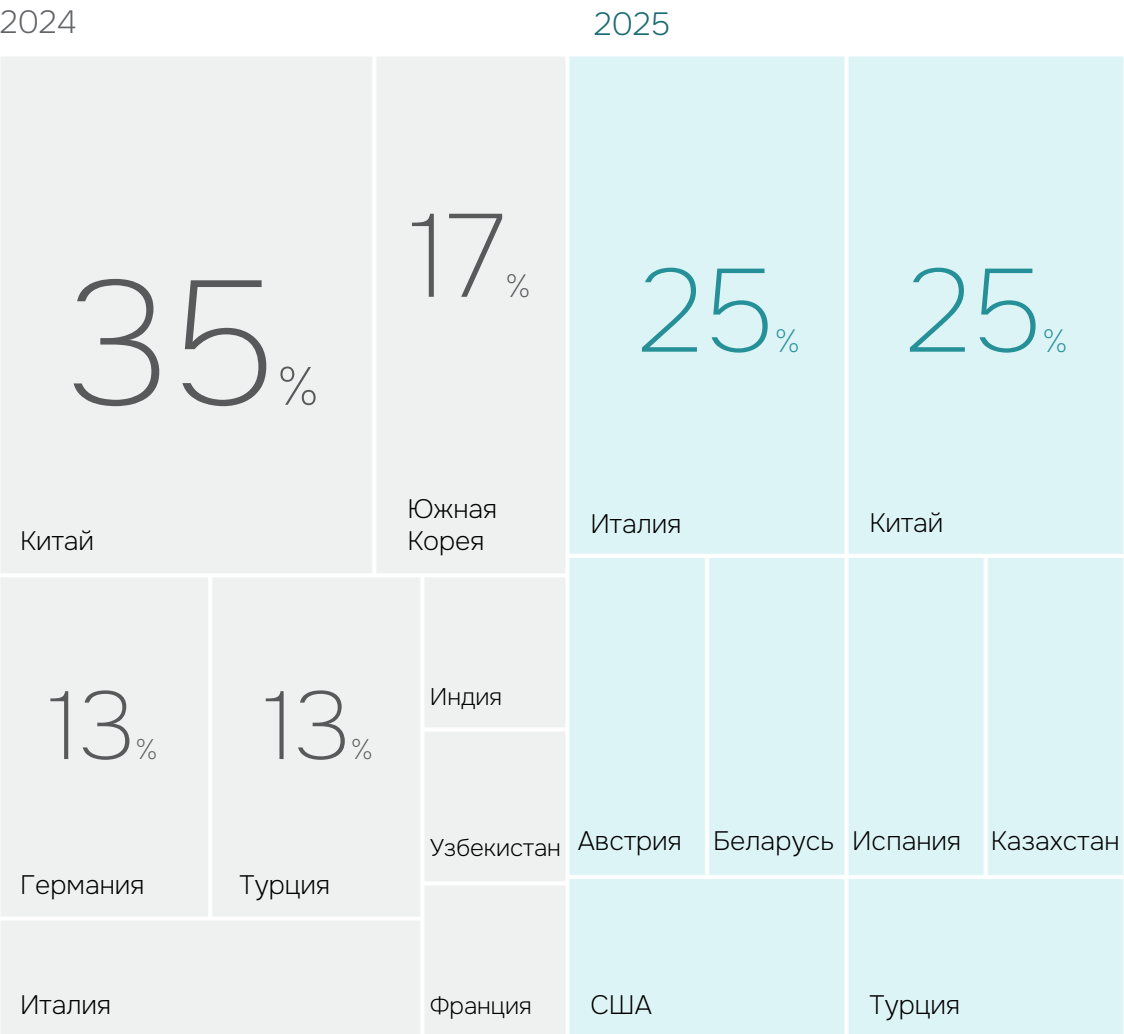 2024
35%
Китай
17%
Южная
Корея
13%
Германия
13%
Турция
Индия
Узбекистан
Италия
Франция
2025
25%
Италия
25%
Китай
Австрия
Беларусь
Испания
Казахстан
США
Турция